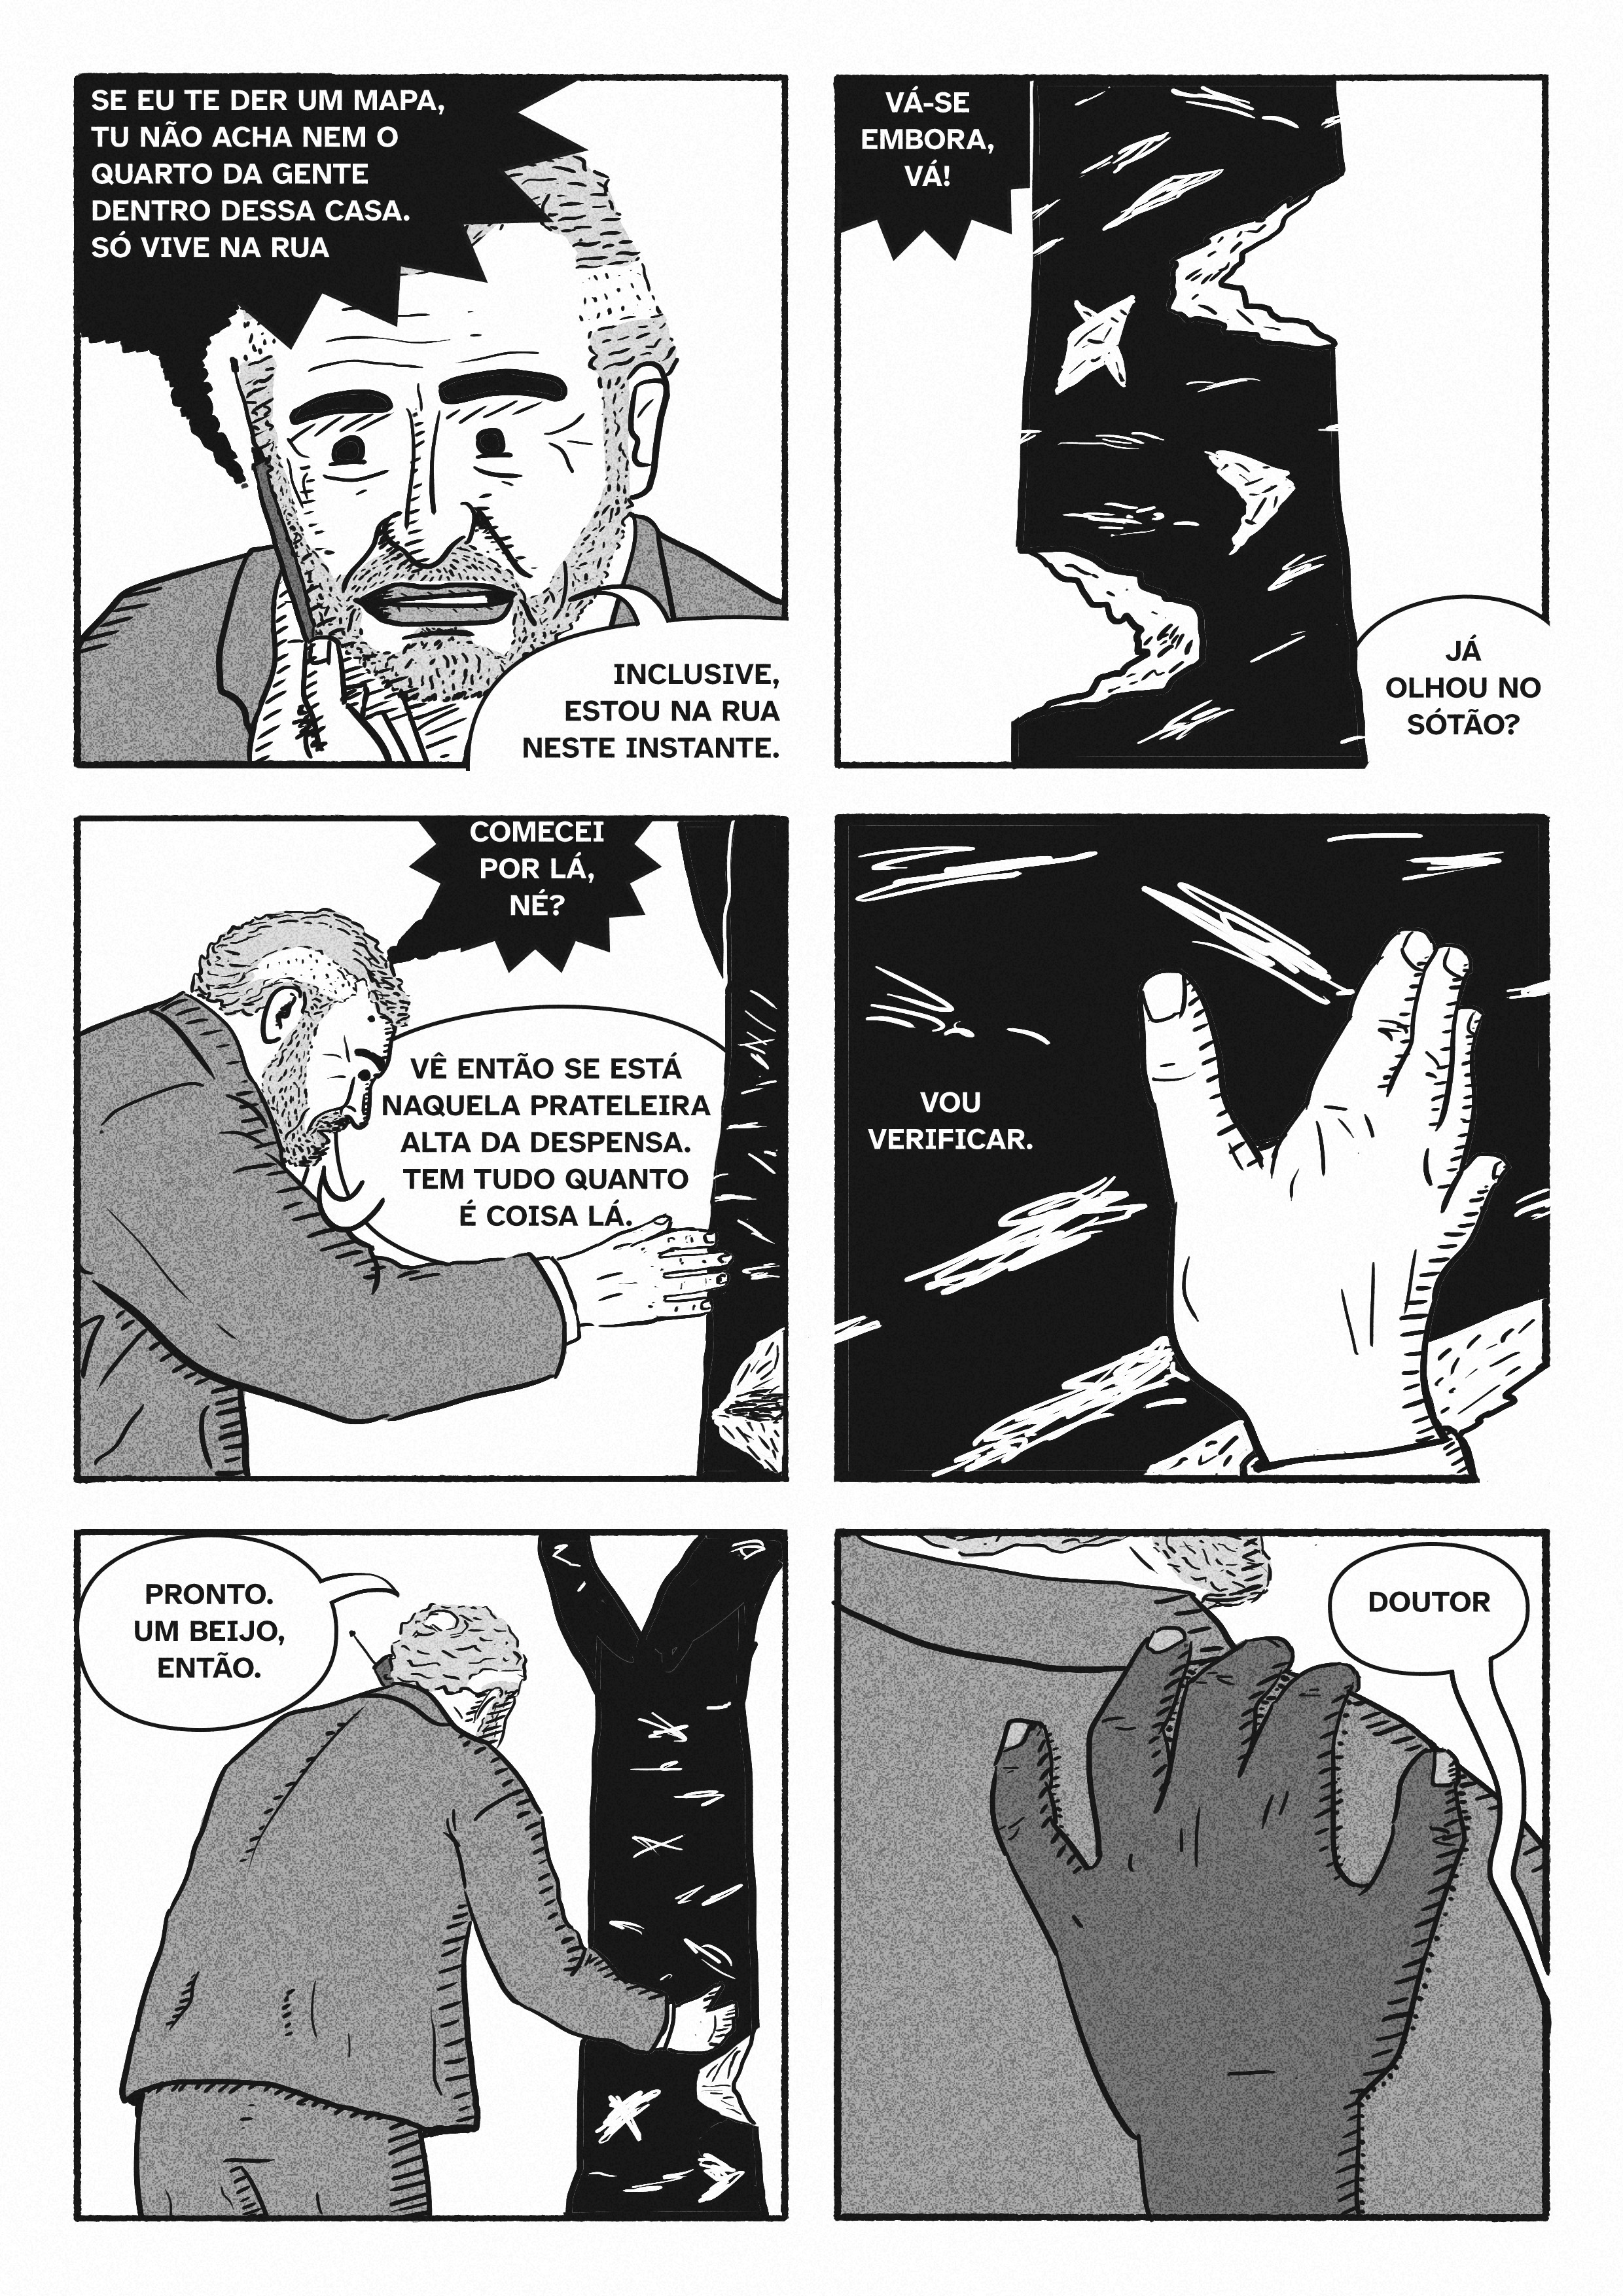 SE EU TE DER UM MAPA,
TU NÃO ACHA NEM O
QUARTO DA GENTE
DENTRO DESSA CASA.
SÓ VIVE NA RUA
INCLUSIVE,
ESTOU NA RUA
NESTE INSTANTE.
VÁ-SE
EMBORA,
VÁ!
JÁ
OLHOU NO
SÓTÃO?
COMECEI
POR LÁ,
NÉ?
VÊ ENTÃO SE ESTÁ
NAQUELA PRATELEIRA
ALTA DA DESPENSA.
TEM TUDO QUANTO
É COISA LÁ.
VOU
VERIFICAR.
PRONTO.
UM BEIJO,
ENTÃO.
DOUTOR